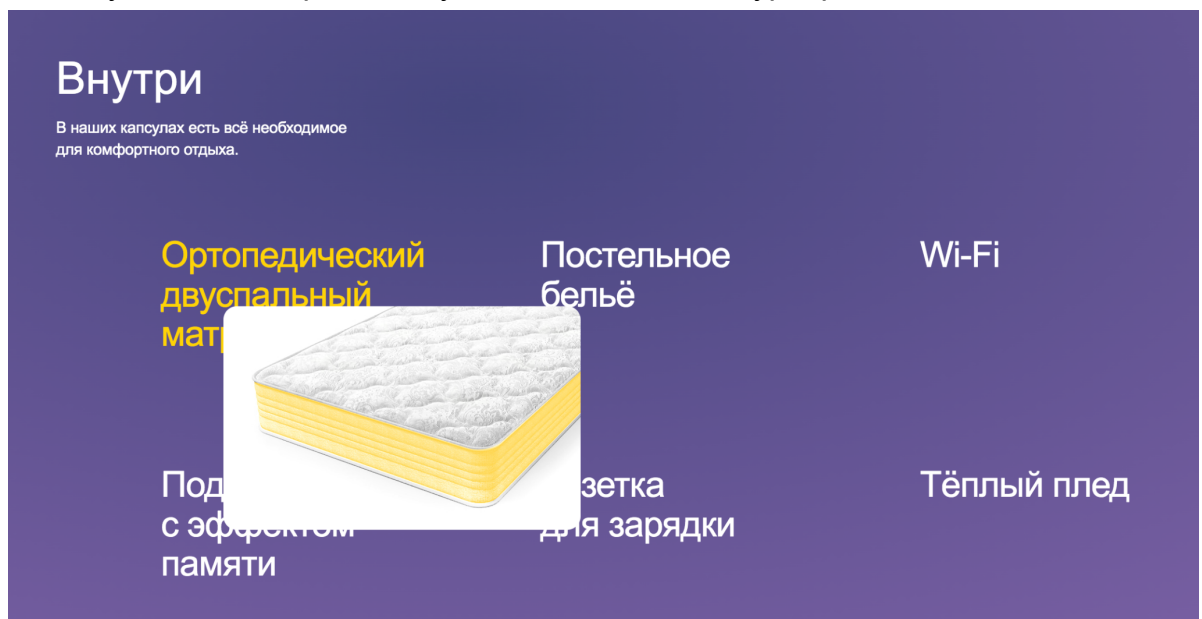 Внутри
В наших капсулах есть всё необходимое
для комфортного отдыха.
Ортопедический
двуспальный
Постельное
бельё
Wi-Fi
с эффектом
памяти
для зарядки
Тёплый плед